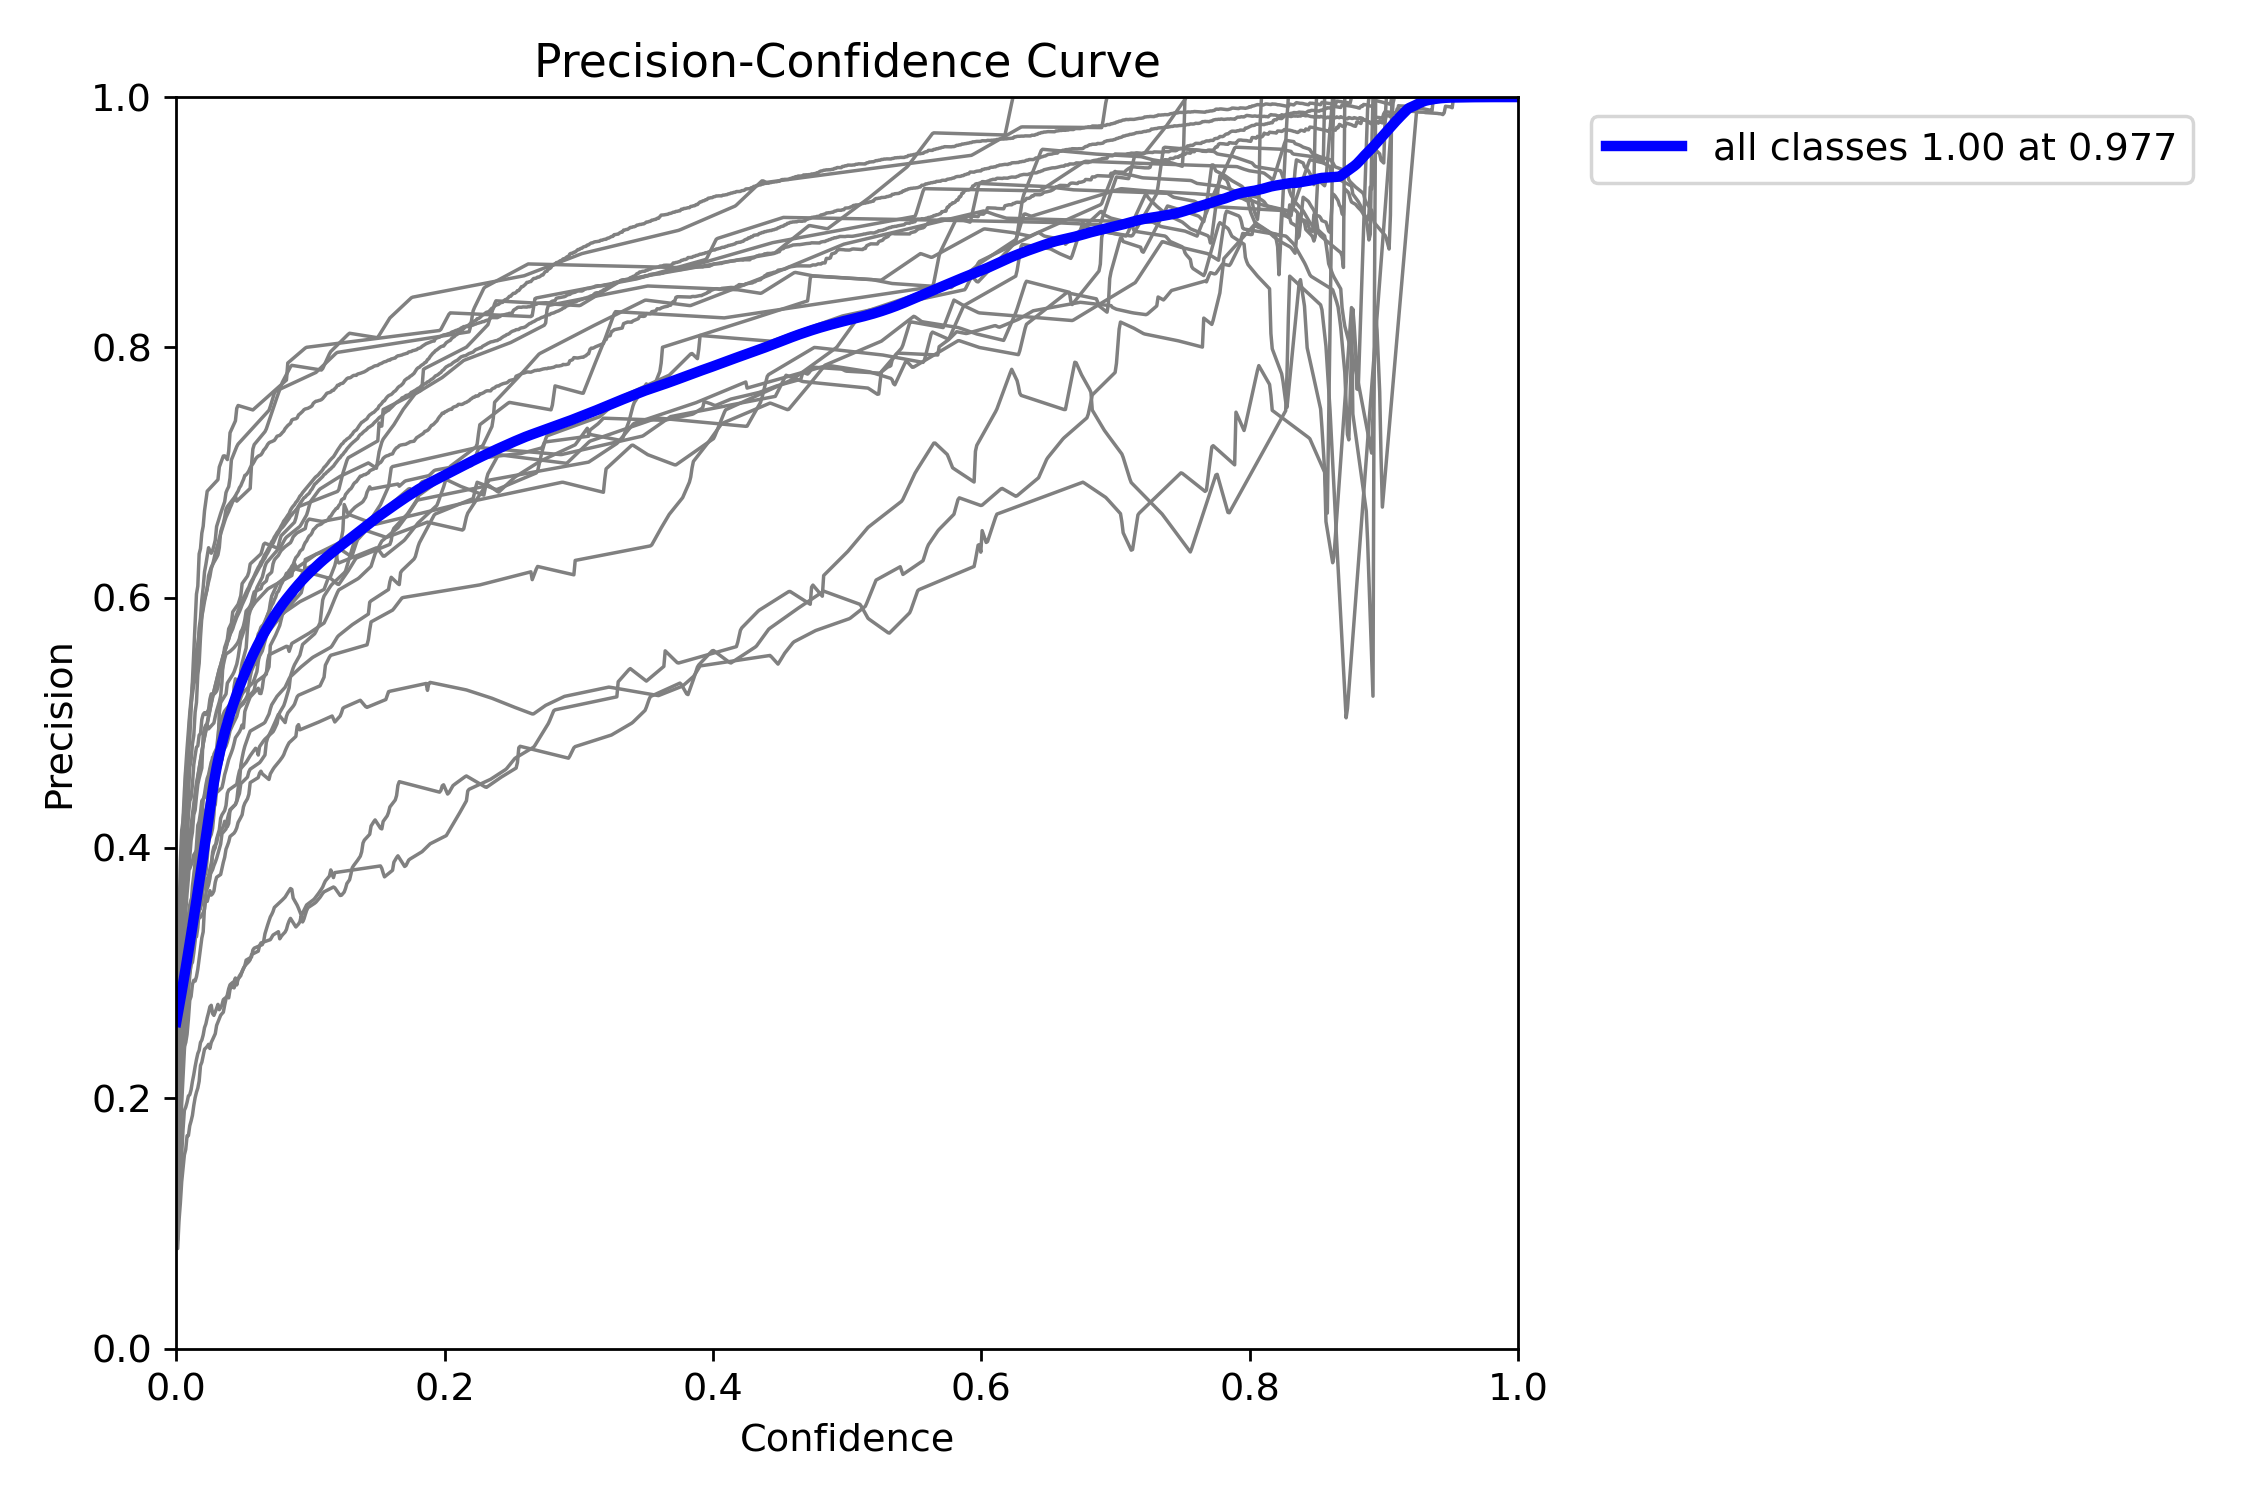 Precision-Confidence Curve
1.0
0.8
0.6
0.4
0.2
0.0
Precision
0.0 0.2 0.4 0.6 0.8 1.0
Confidence
all classes 1.00 at 0.977